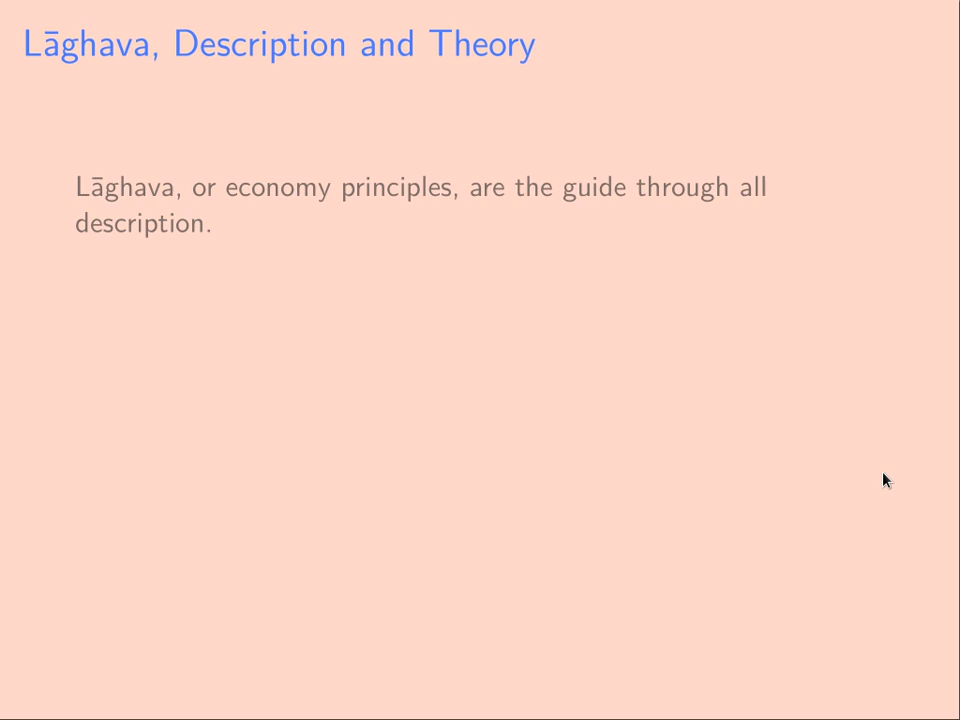 Lāghava, Description and Theory
Lāghava, or economy principles, are the guide through all
description.